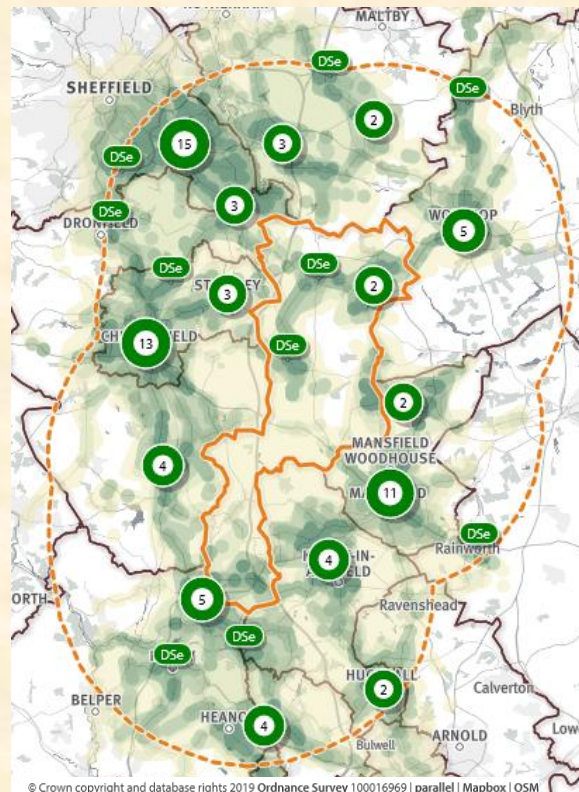 MALTBY
SHEFFIELD
DSe
DSe
Blyth
2
15
3
DSe
3
DSe
DRONFIELD
5
DSe
DSe
2
3
13
DSe
2
MANSFIELD
WOODHOUSE
4
11
DSe
Rainworth
4
5
Ravenshead
DSe
DSe
2
BELPER
Calverton
4
Bulwell
ARNOLD
© Crown copyright and database rights 2019 Ordnance Survey 100016969 | parallel | Mapbox | OSM